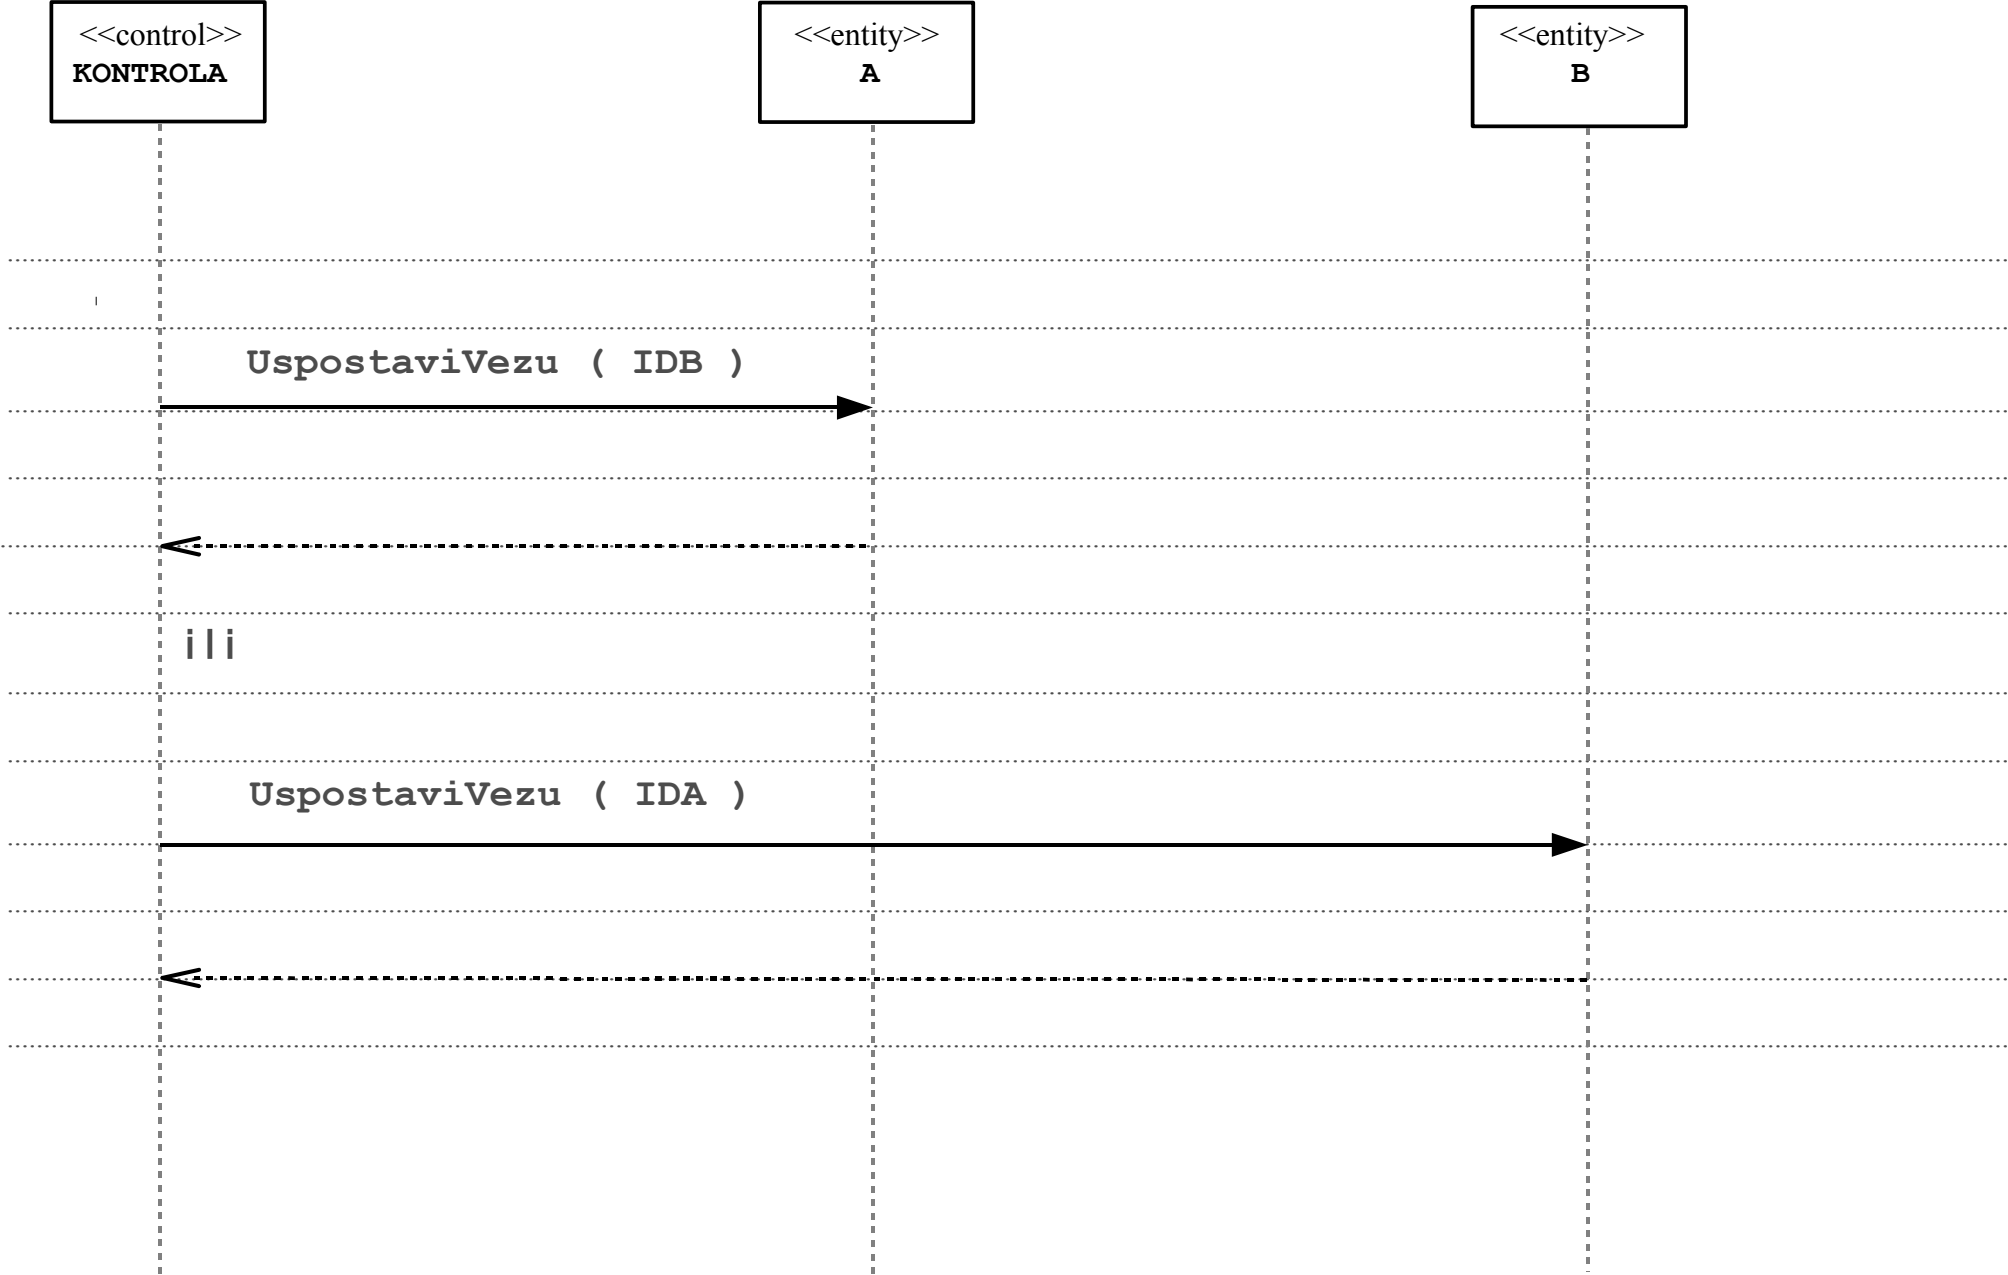 <<control>>
KONTROLA
<<entity>>
A
<<entity>>
B
UspostaviVezu ( IDB )
ili
UspostaviVezu ( IDA )